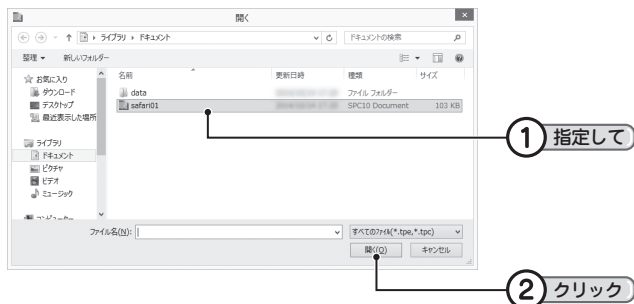 開く
ライブラリ ▸ ドキュメント
ドキュメントの検索
整理 ▼ 新しいフォルダー
お気に入り
ダウンロード
デスクトップ
最近表示した場所
ライブラリ
ドキュメント
ピクチャ
ビデオ
ミュージック
名前 更新日時 種類 サイズ
data ファイル フォルダー
safari01 SPC10 Document 103 KB
ファイル名(N):
すべてのファイル(*.tpe,*.tpc)
開く(O) キャンセル
1 指定して
2 クリック